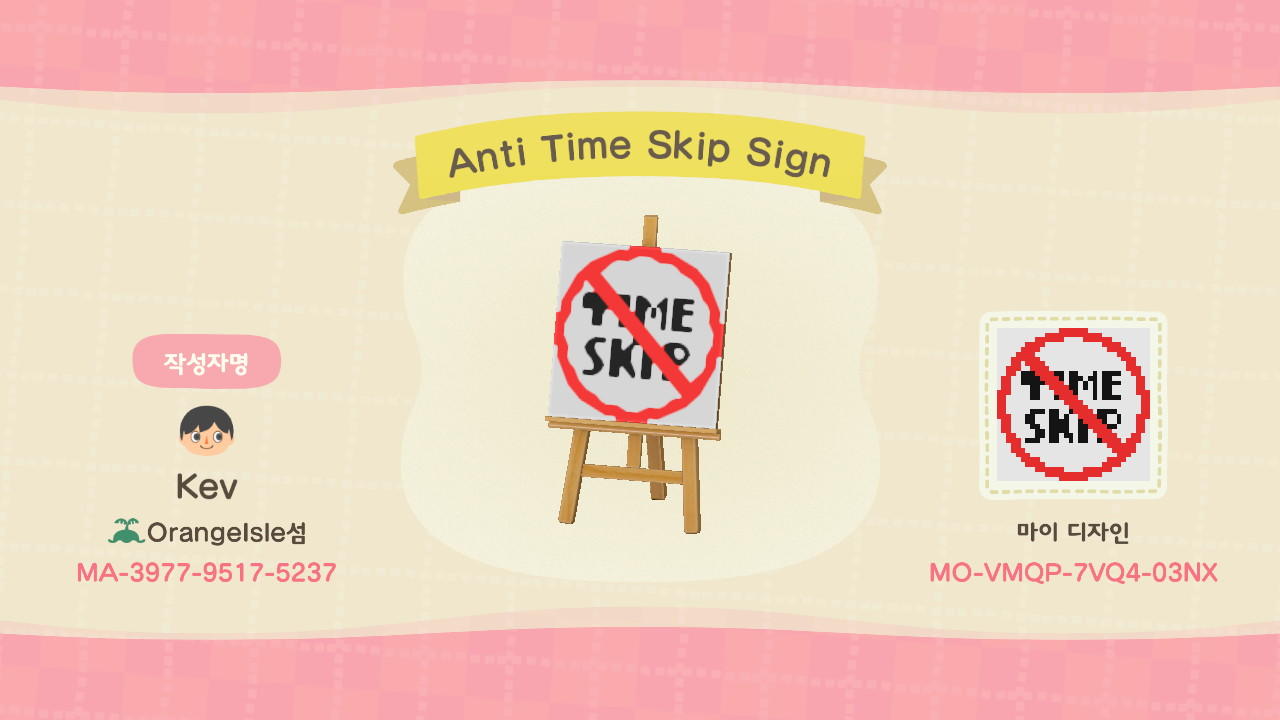 Anti Time Skip Sign
TIME
SKIP
작성자명
Kev
OrangeIsle섬
MA-3977-9517-5237
TIME
SKIP
마이 디자인
MO-VMQP-7VQ4-03NX